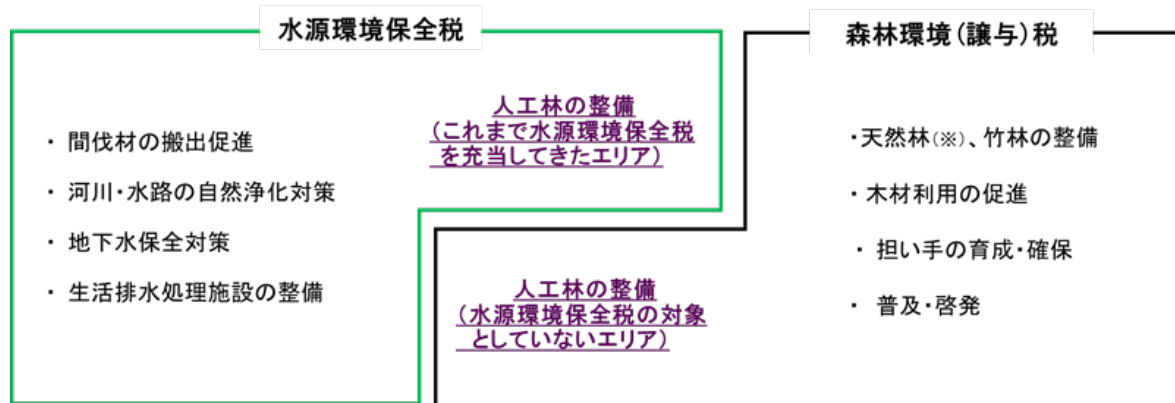 水源環境保全税
・ 間伐材の搬出促進
・ 河川・水路の自然浄化対策
・ 地下水保全対策
・ 生活排水処理施設の整備
人工林の整備
(これまで水源環境保全税
を充当してきたエリア)
人工林の整備
(水源環境保全税の対象
としていないエリア)
森林環境(譲与)税
・天然林(※)、竹林の整備
・木材利用の促進
・ 担い手の育成・確保
・ 普及・啓発